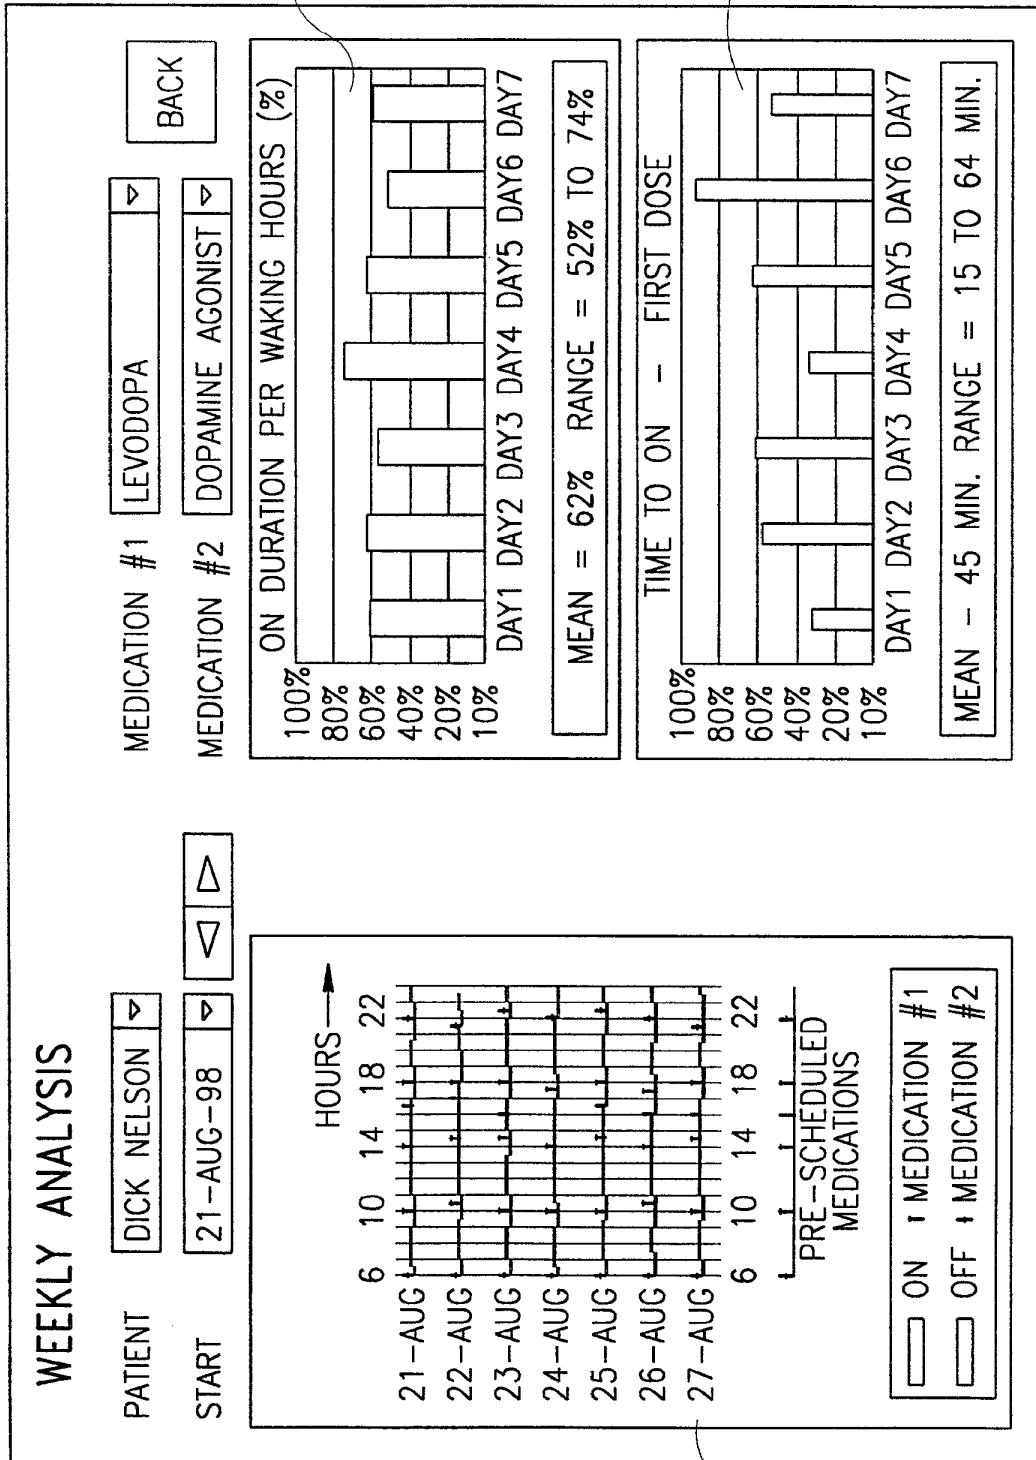 WEEKLY ANALYSIS
PATIENT DICK NELSON
START 21-AUG-98
MEDICATION #1 LEVODOPA
MEDICATION #2 DOPAMINE AGONIST
BACK
HOURS
6 10 14 18 22
21-AUG
22-AUG
23-AUG
24-AUG
25-AUG
26-AUG
27-AUG
6 10 14 18 22
PRE-SCHEDULED
MEDICATIONS
ON MEDICATION #1
OFF MEDICATION #2
ON DURATION PER WAKING HOURS (%)
100%
80%
60%
40%
20%
10%
DAY1 DAY2 DAY3 DAY4 DAY5 DAY6 DAY7
MEAN = 62% RANGE = 52% TO 74%
TIME TO ON - FIRST DOSE
100%
80%
60%
40%
20%
10%
DAY1 DAY2 DAY3 DAY4 DAY5 DAY6 DAY7
MEAN - 45 MIN. RANGE = 15 TO 64 MIN.